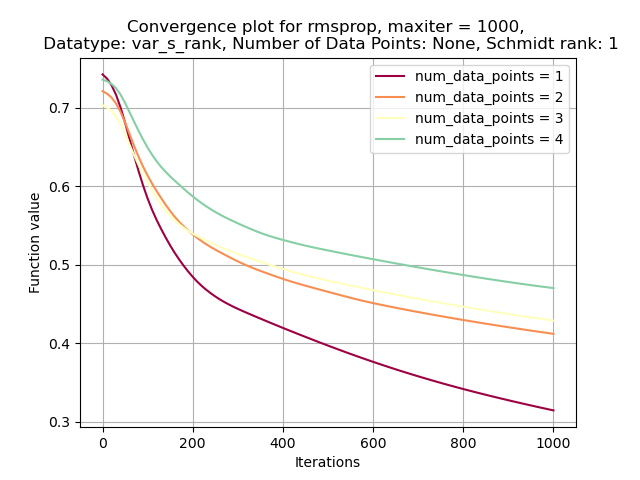 Convergence plot for rmsprop, maxiter = 1000,
Datatype: var_s_rank, Number of Data Points: None, Schmidt rank: 1
num_data_points = 1
num_data_points = 2
num_data_points = 3
num_data_points = 4
Function value
0.7
0.6
0.5
0.4
0.3
0 200 400 600 800 1000
Iterations